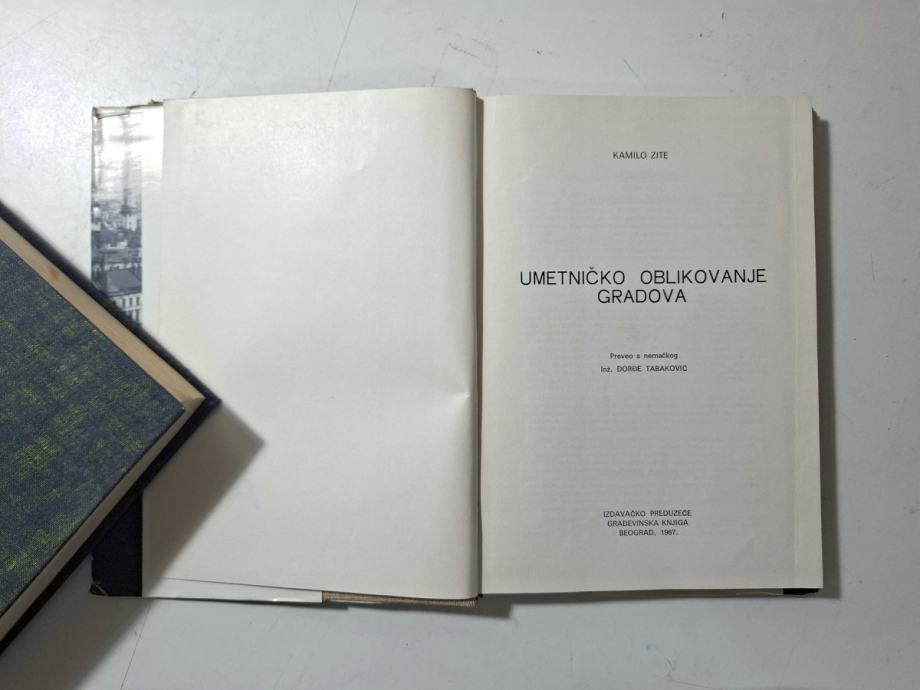 KAMILO ZITE
UMETNIČKO OBLIKOVANJE
GRADOVA
Preveo s nemačkog
Inž. ĐORĐE TABAKOVIĆ
IZDAVAČKO PREDUZEĆE
GRAĐEVINSKA KNJIGA
BEOGRAD, 1967.